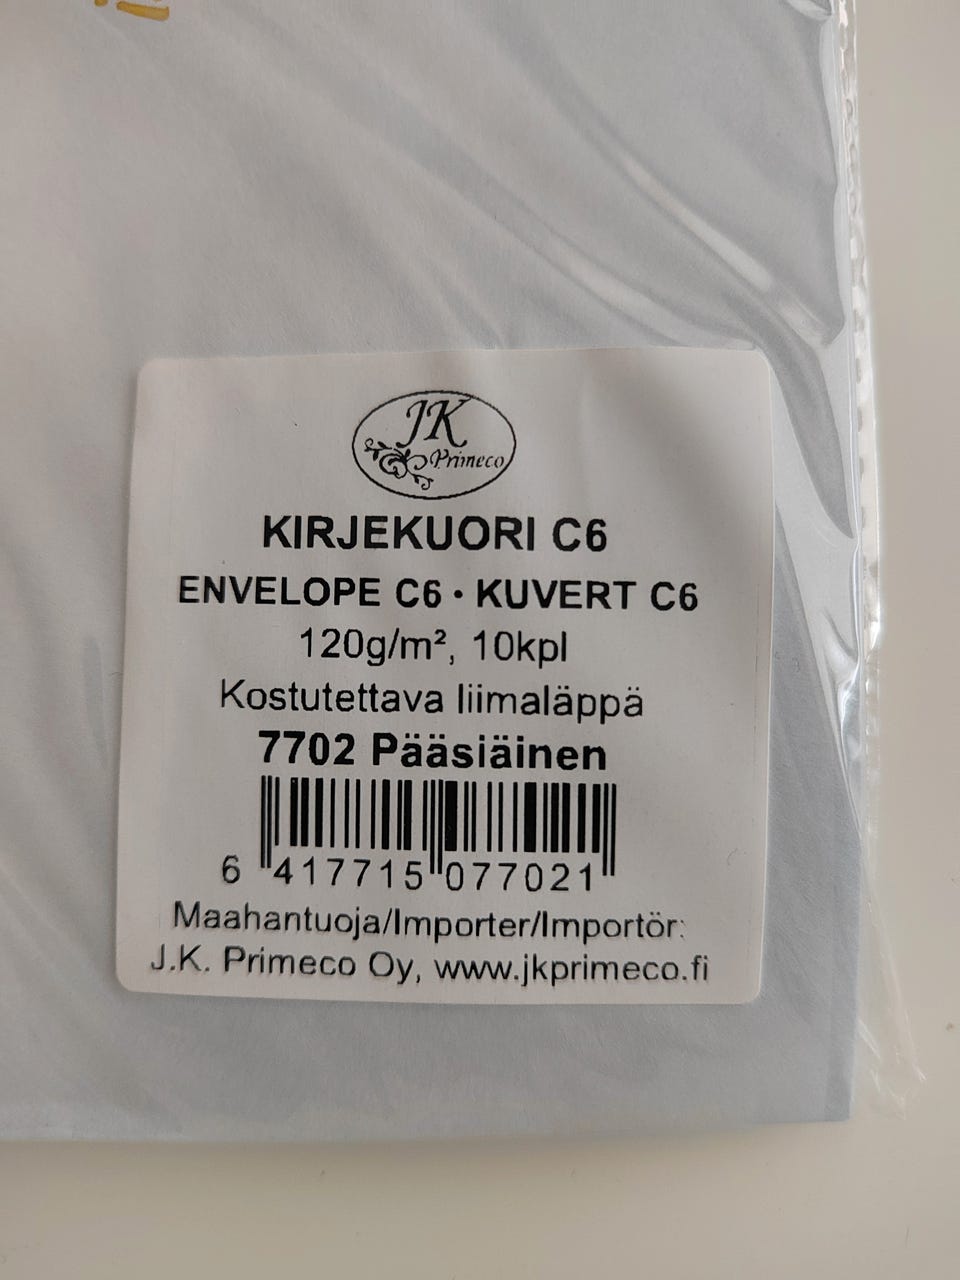 JK
Primeco
KIRJEKUORI C6
ENVELOPE C6 • KUVERT C6
120g/m², 10kpl
Kostutettava liimaläppä
7702 Pääsiäinen
6 417715 077021
Maahantuoja/Importer/Importör:
J.K. Primeco Oy, www.jkprimeco.fi